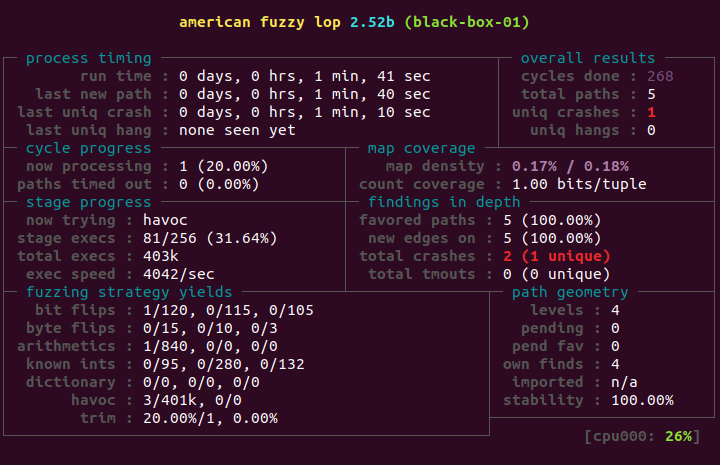 american fuzzy lop 2.52b (black-box-01)
process timing overall results
run time : 0 days, 0 hrs, 1 min, 41 sec cycles done : 268
last new path : 0 days, 0 hrs, 1 min, 40 sec total paths : 5
last uniq crash : 0 days, 0 hrs, 1 min, 10 sec uniq crashes : 1
last uniq hang : none seen yet uniq hangs : 0
cycle progress map coverage
now processing : 1 (20.00%) map density : 0.17% / 0.18%
paths timed out : 0 (0.00%) count coverage : 1.00 bits/tuple
stage progress findings in depth
now trying : havoc favored paths : 5 (100.00%)
stage execs : 81/256 (31.64%) new edges on : 5 (100.00%)
total execs : 403k total crashes : 2 (1 unique)
exec speed : 4042/sec total tmouts : 0 (0 unique)
fuzzing strategy yields path geometry
bit flips : 1/120, 0/115, 0/105 levels : 4
byte flips : 0/15, 0/10, 0/3 pending : 0
arithmetics : 1/840, 0/0, 0/0 pend fav : 0
known ints : 0/95, 0/280, 0/132 own finds : 4
dictionary : 0/0, 0/0, 0/0 imported : n/a
havoc : 3/401k, 0/0 stability : 100.00%
trim : 20.00%/1, 0.00%
[cpu000: 26%]